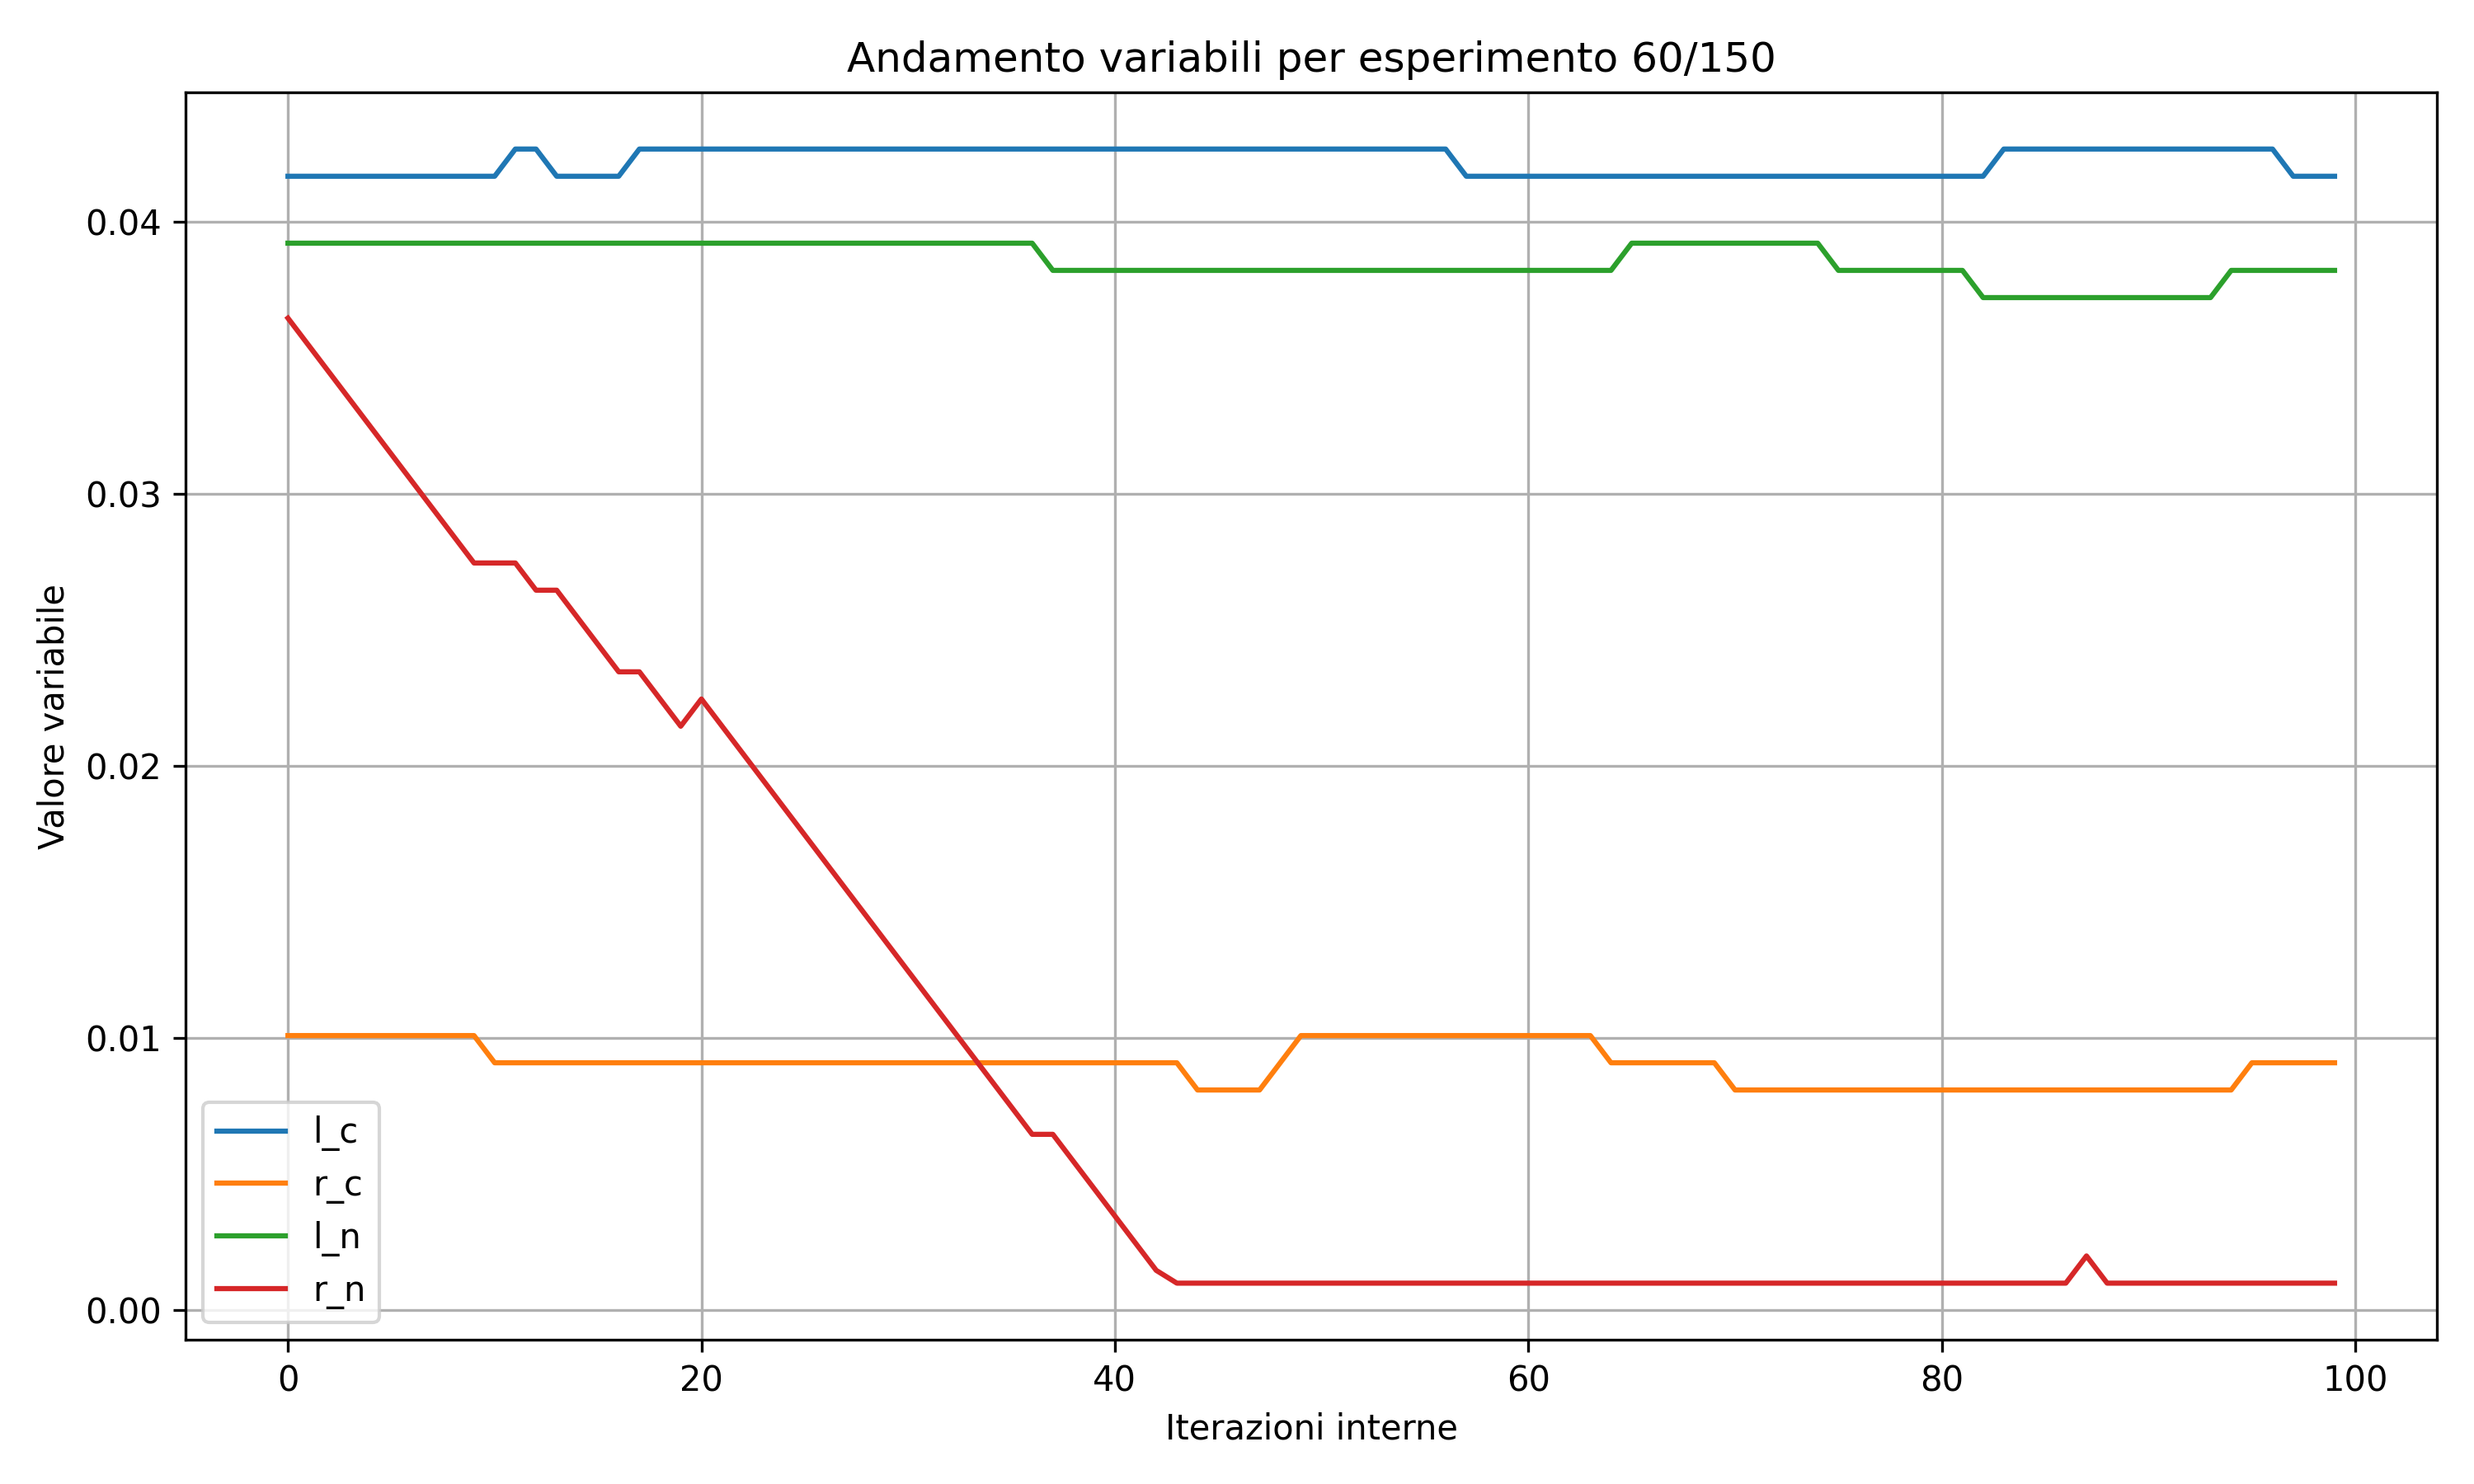 Andamento variabili per esperimento 60/150
Valore variabile
0.04
0.03
0.02
0.01
0.00
l_c
r_c
l_n
r_n
0 20 40 60 80 100
Iterazioni interne